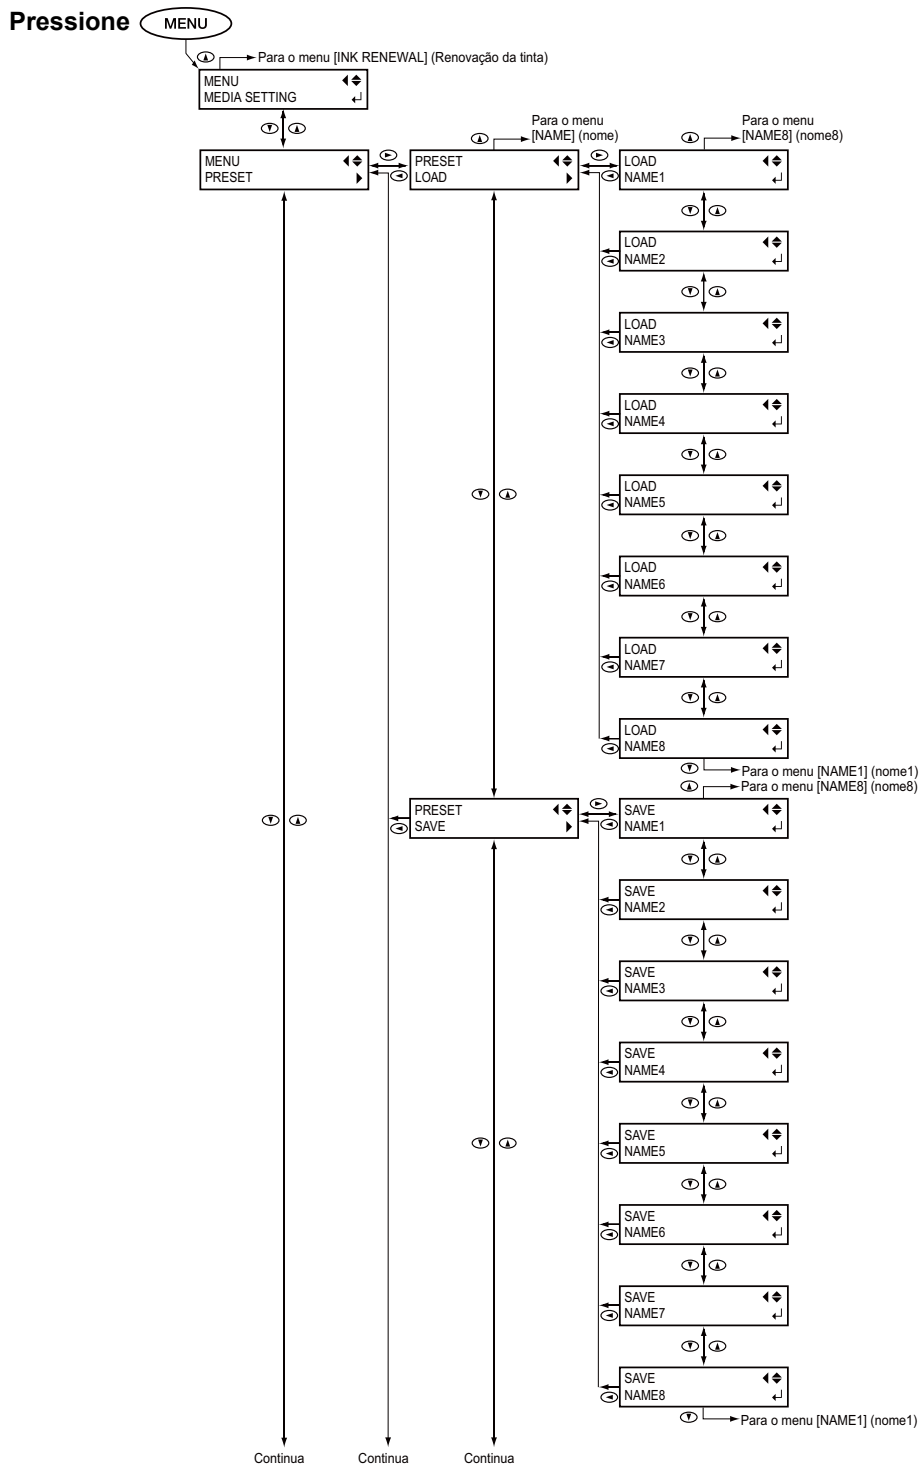 Pressione MENU
Para o menu [INK RENEWAL] (Renovação da tinta)
MENU
MEDIA SETTING
Para o menu
[NAME] (nome)
Para o menu
[NAME8] (nome8)
MENU
PRESET
PRESET
LOAD
LOAD
NAME1
LOAD
NAME2
LOAD
NAME3
LOAD
NAME4
LOAD
NAME5
LOAD
NAME6
LOAD
NAME7
LOAD
NAME8
Para o menu [NAME1] (nome1)
Para o menu [NAME8] (nome8)
PRESET
SAVE
SAVE
NAME1
SAVE
NAME2
SAVE
NAME3
SAVE
NAME4
SAVE
NAME5
SAVE
NAME6
SAVE
NAME7
SAVE
NAME8
Para o menu [NAME1] (nome1)
Continua Continua Continua